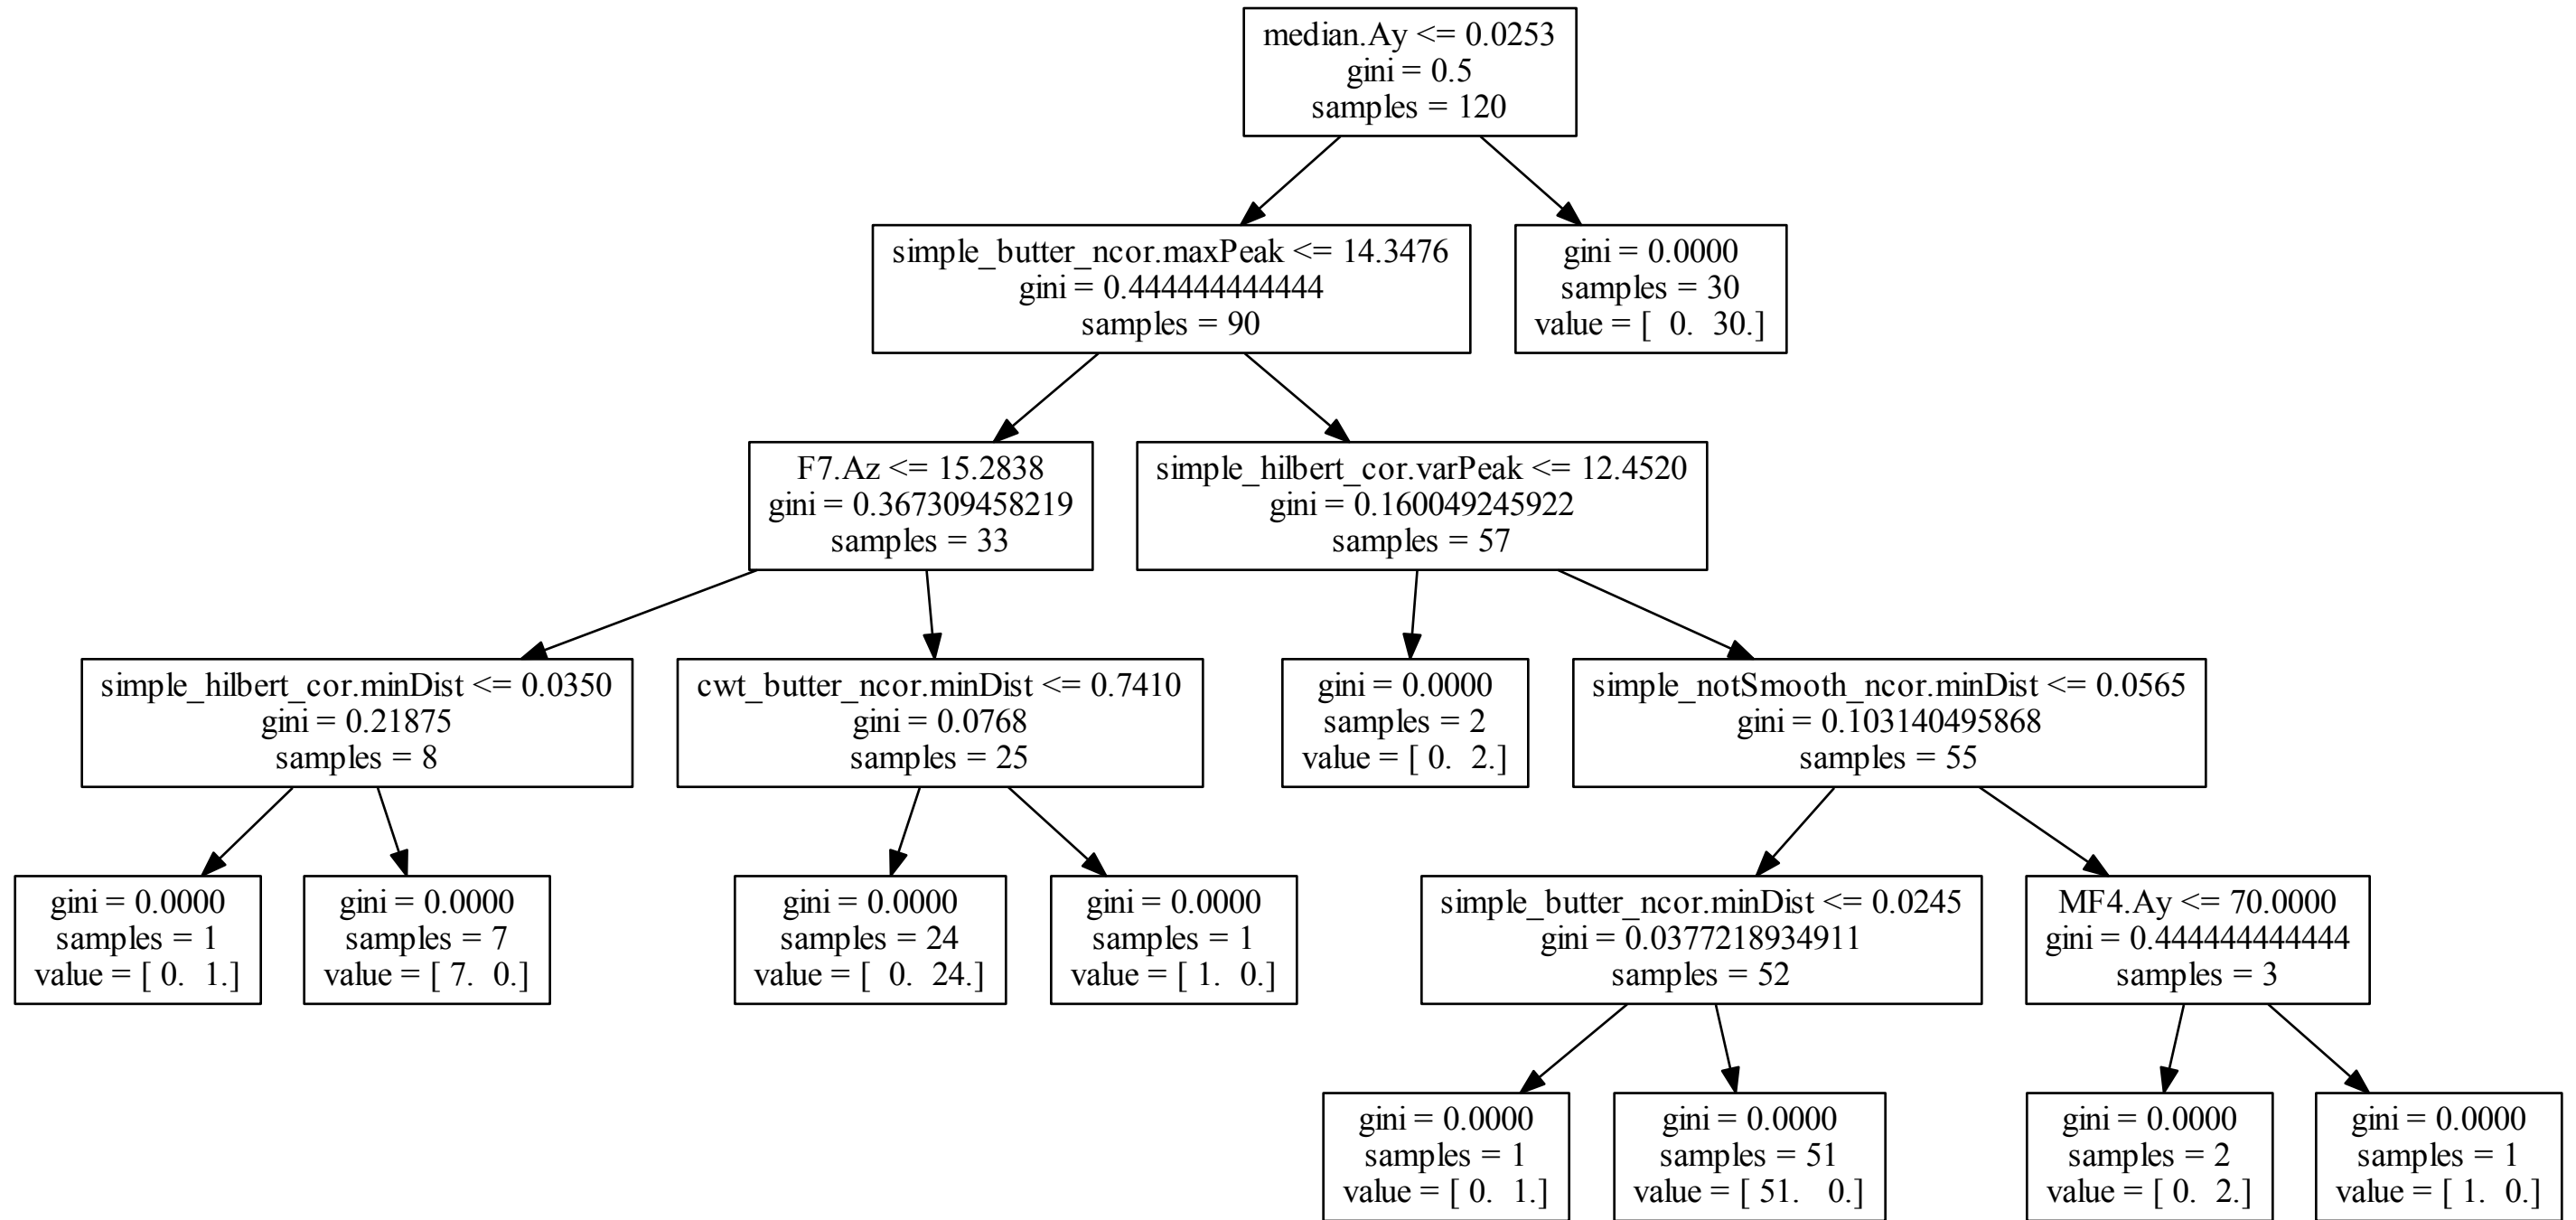 median.Ay <= 0.0253
gini = 0.5
samples = 120
simple_butter_ncor.maxPeak <= 14.3476
gini = 0.444444444444
samples = 90
gini = 0.0000
samples = 30
value = [  0.  30.]
F7.Az <= 15.2838
gini = 0.367309458219
samples = 33
simple_hilbert_cor.varPeak <= 12.4520
gini = 0.160049245922
samples = 57
simple_hilbert_cor.minDist <= 0.0350
gini = 0.21875
samples = 8
cwt_butter_ncor.minDist <= 0.7410
gini = 0.0768
samples = 25
gini = 0.0000
samples = 2
value = [ 0.  2.]
simple_notSmooth_ncor.minDist <= 0.0565
gini = 0.103140495868
samples = 55
gini = 0.0000
samples = 1
value = [ 0.  1.]
gini = 0.0000
samples = 7
value = [ 7.  0.]
gini = 0.0000
samples = 24
value = [  0.  24.]
gini = 0.0000
samples = 1
value = [ 1.  0.]
simple_butter_ncor.minDist <= 0.0245
gini = 0.0377218934911
samples = 52
MF4.Ay <= 70.0000
gini = 0.444444444444
samples = 3
gini = 0.0000
samples = 1
value = [ 0.  1.]
gini = 0.0000
samples = 51
value = [ 51.   0.]
gini = 0.0000
samples = 2
value = [ 0.  2.]
gini = 0.0000
samples = 1
value = [ 1.  0.]